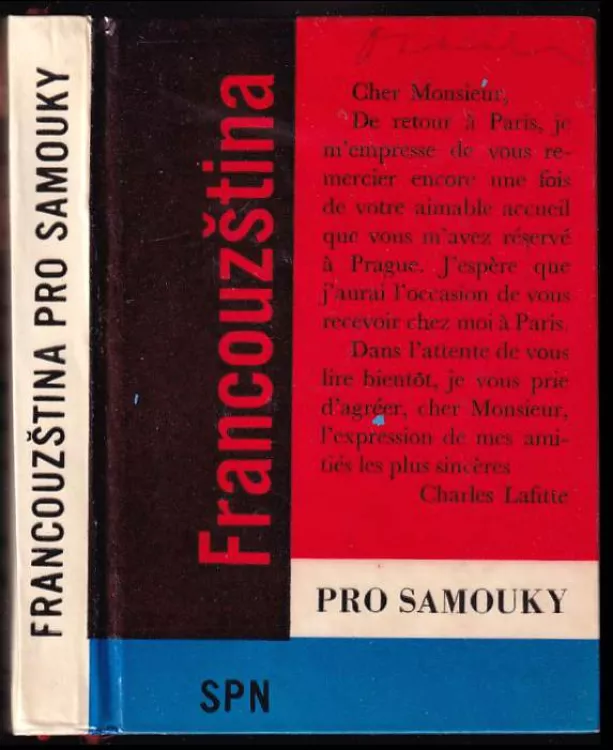 FRANCOUZŠTINA PRO SAMOUKY
Francouzština
Cher Monsieur,
De retour à Paris, je
m'empresse de vous re-
mercier encore une fois
de votre aimable accueil
que vous m'avez réservé
à Prague. J'espère que
j'aurai l'occasion de vous
recevoir chez moi à Paris.
Dans l'attente de vous
lire bientôt, je vous prie
d'agréer, cher Monsieur,
l'expression de mes ami-
tiés les plus sincères
Charles Lafitte
PRO SAMOUKY
SPN